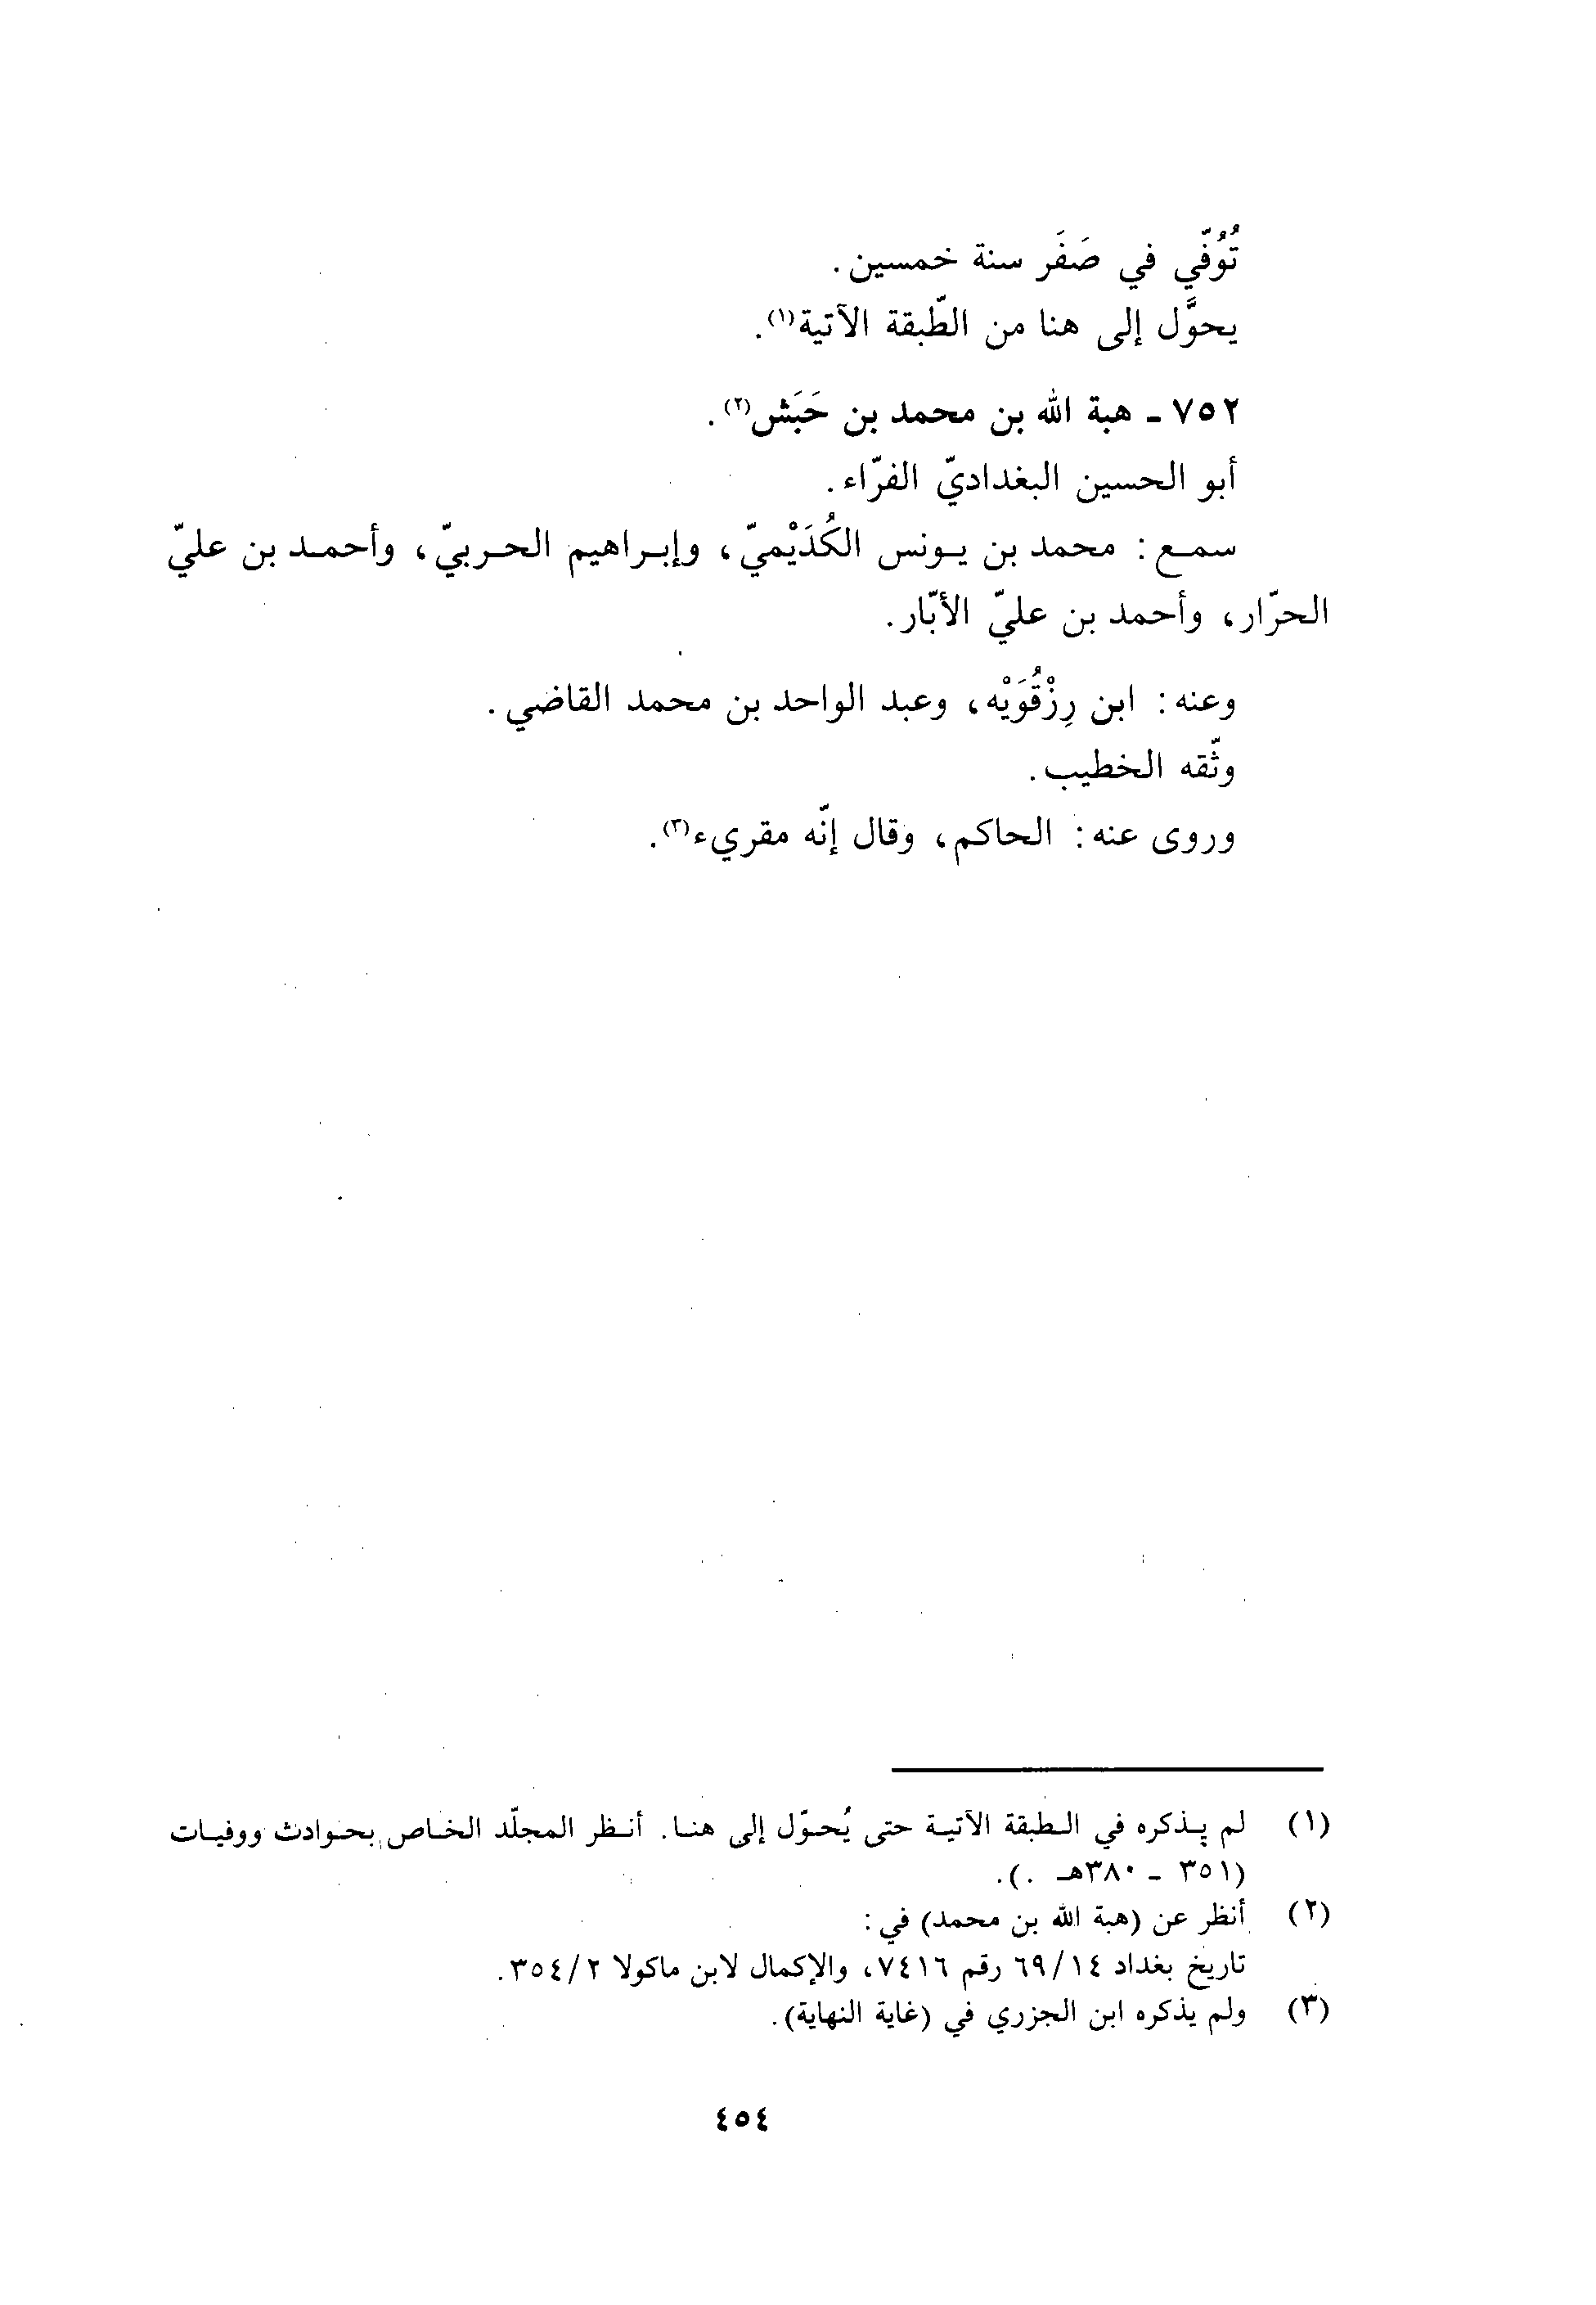 تُوُفّي في صَفَر سنة خمسين.
يحوَّل إلى هنا من الطّبقة الآتية(١).
٧٥٢ ـ هبة الله بن محمد بن حَبَش(٢).
أبو الحسين البغداديّ الفرّاء.
سمع: محمد بن يونس الكُدَيْميّ، وإبراهيم الحربيّ، وأحمد بن عليّ
الحرّار، وأحمد بن عليّ الأبّار.
وعنه: ابن رِزْقُوَيْه، وعبد الواحد بن محمد القاضي.
وثّقه الخطيب.
وروى عنه: الحاكم، وقال إنّه مقريء(٣).
(١) لم يذكره في الطبقة الآتية حتى يُحوّل إلى هنا. أنظر المجلّد الخاص بحوادث ووفيات
(٣٥١ ـ ٣٨٠هـ .).
(٢) أنظر عن (هبة الله بن محمد) في:
تاريخ بغداد ٦٩/١٤ رقم ٧٤١٦، والإكمال لابن ماكولا ٣٥٤/٢.
(٣) ولم يذكره ابن الجزري في (غاية النهاية).
٤٥٤